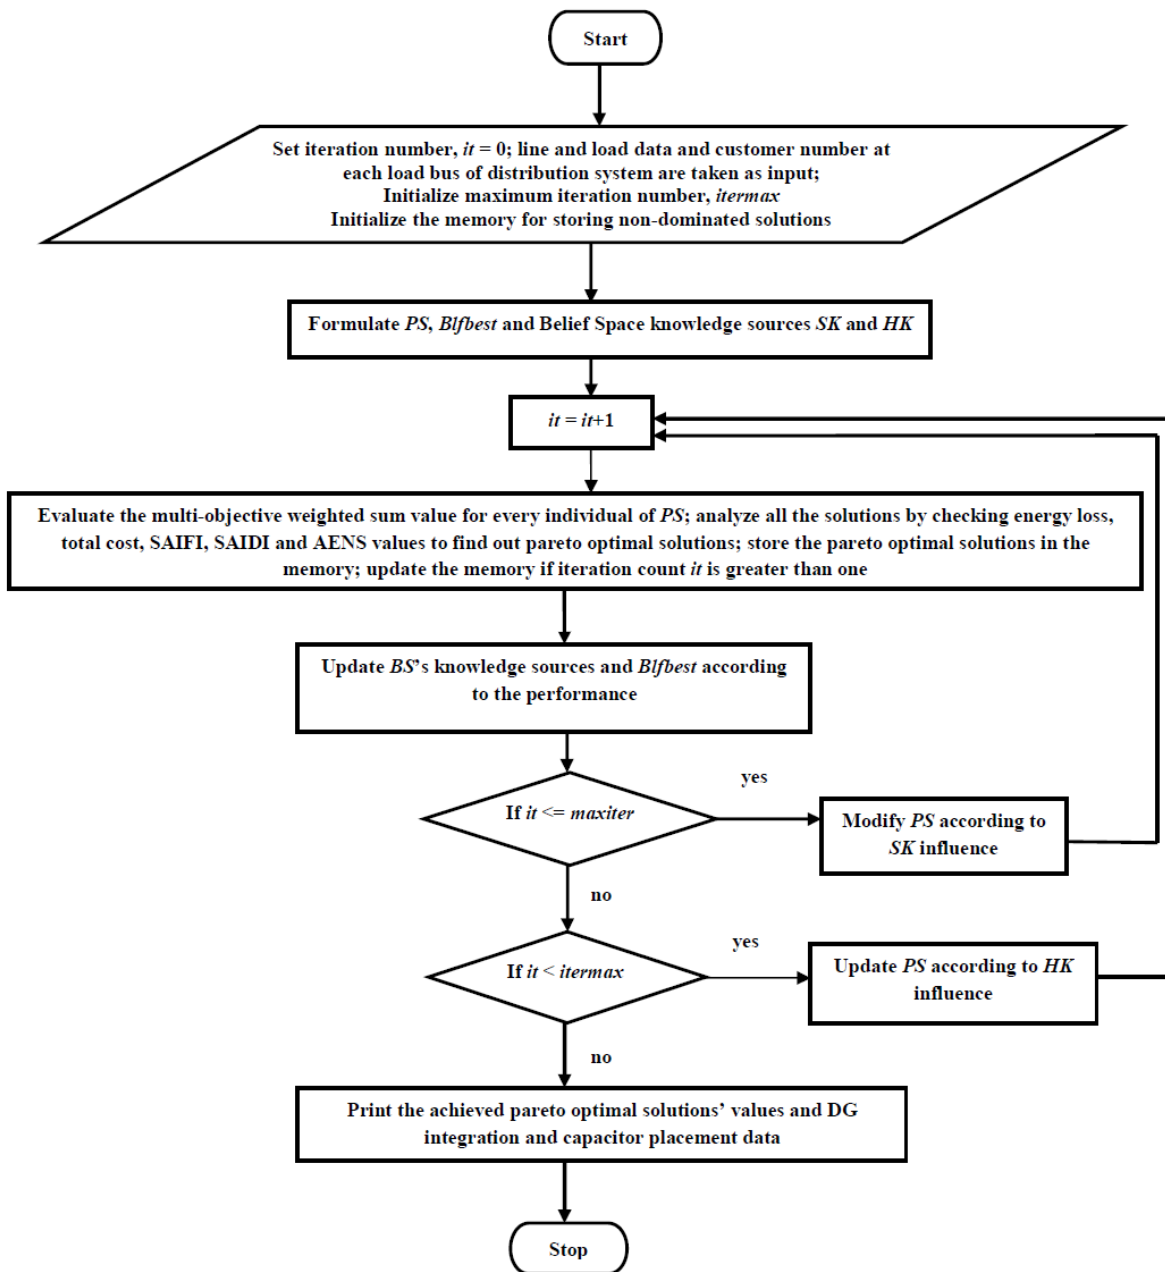 Start
Set iteration number, it = 0; line and load data and customer number at
each load bus of distribution system are taken as input;
Initialize maximum iteration number, itermax
Initialize the memory for storing non-dominated solutions
Formulate PS, Blfbest and Belief Space knowledge sources SK and HK
it = it+1
Evaluate the multi-objective weighted sum value for every individual of PS; analyze all the solutions by checking energy loss,
total cost, SAIFI, SAIDI and AENS values to find out pareto optimal solutions; store the pareto optimal solutions in the
memory; update the memory if iteration count it is greater than one
Update BS's knowledge sources and Blfbest according
to the performance
If it <= maxiter
yes
Modify PS according to
SK influence
no
If it < itermax
yes
Update PS according to HK
influence
no
Print the achieved pareto optimal solutions' values and DG
integration and capacitor placement data
Stop